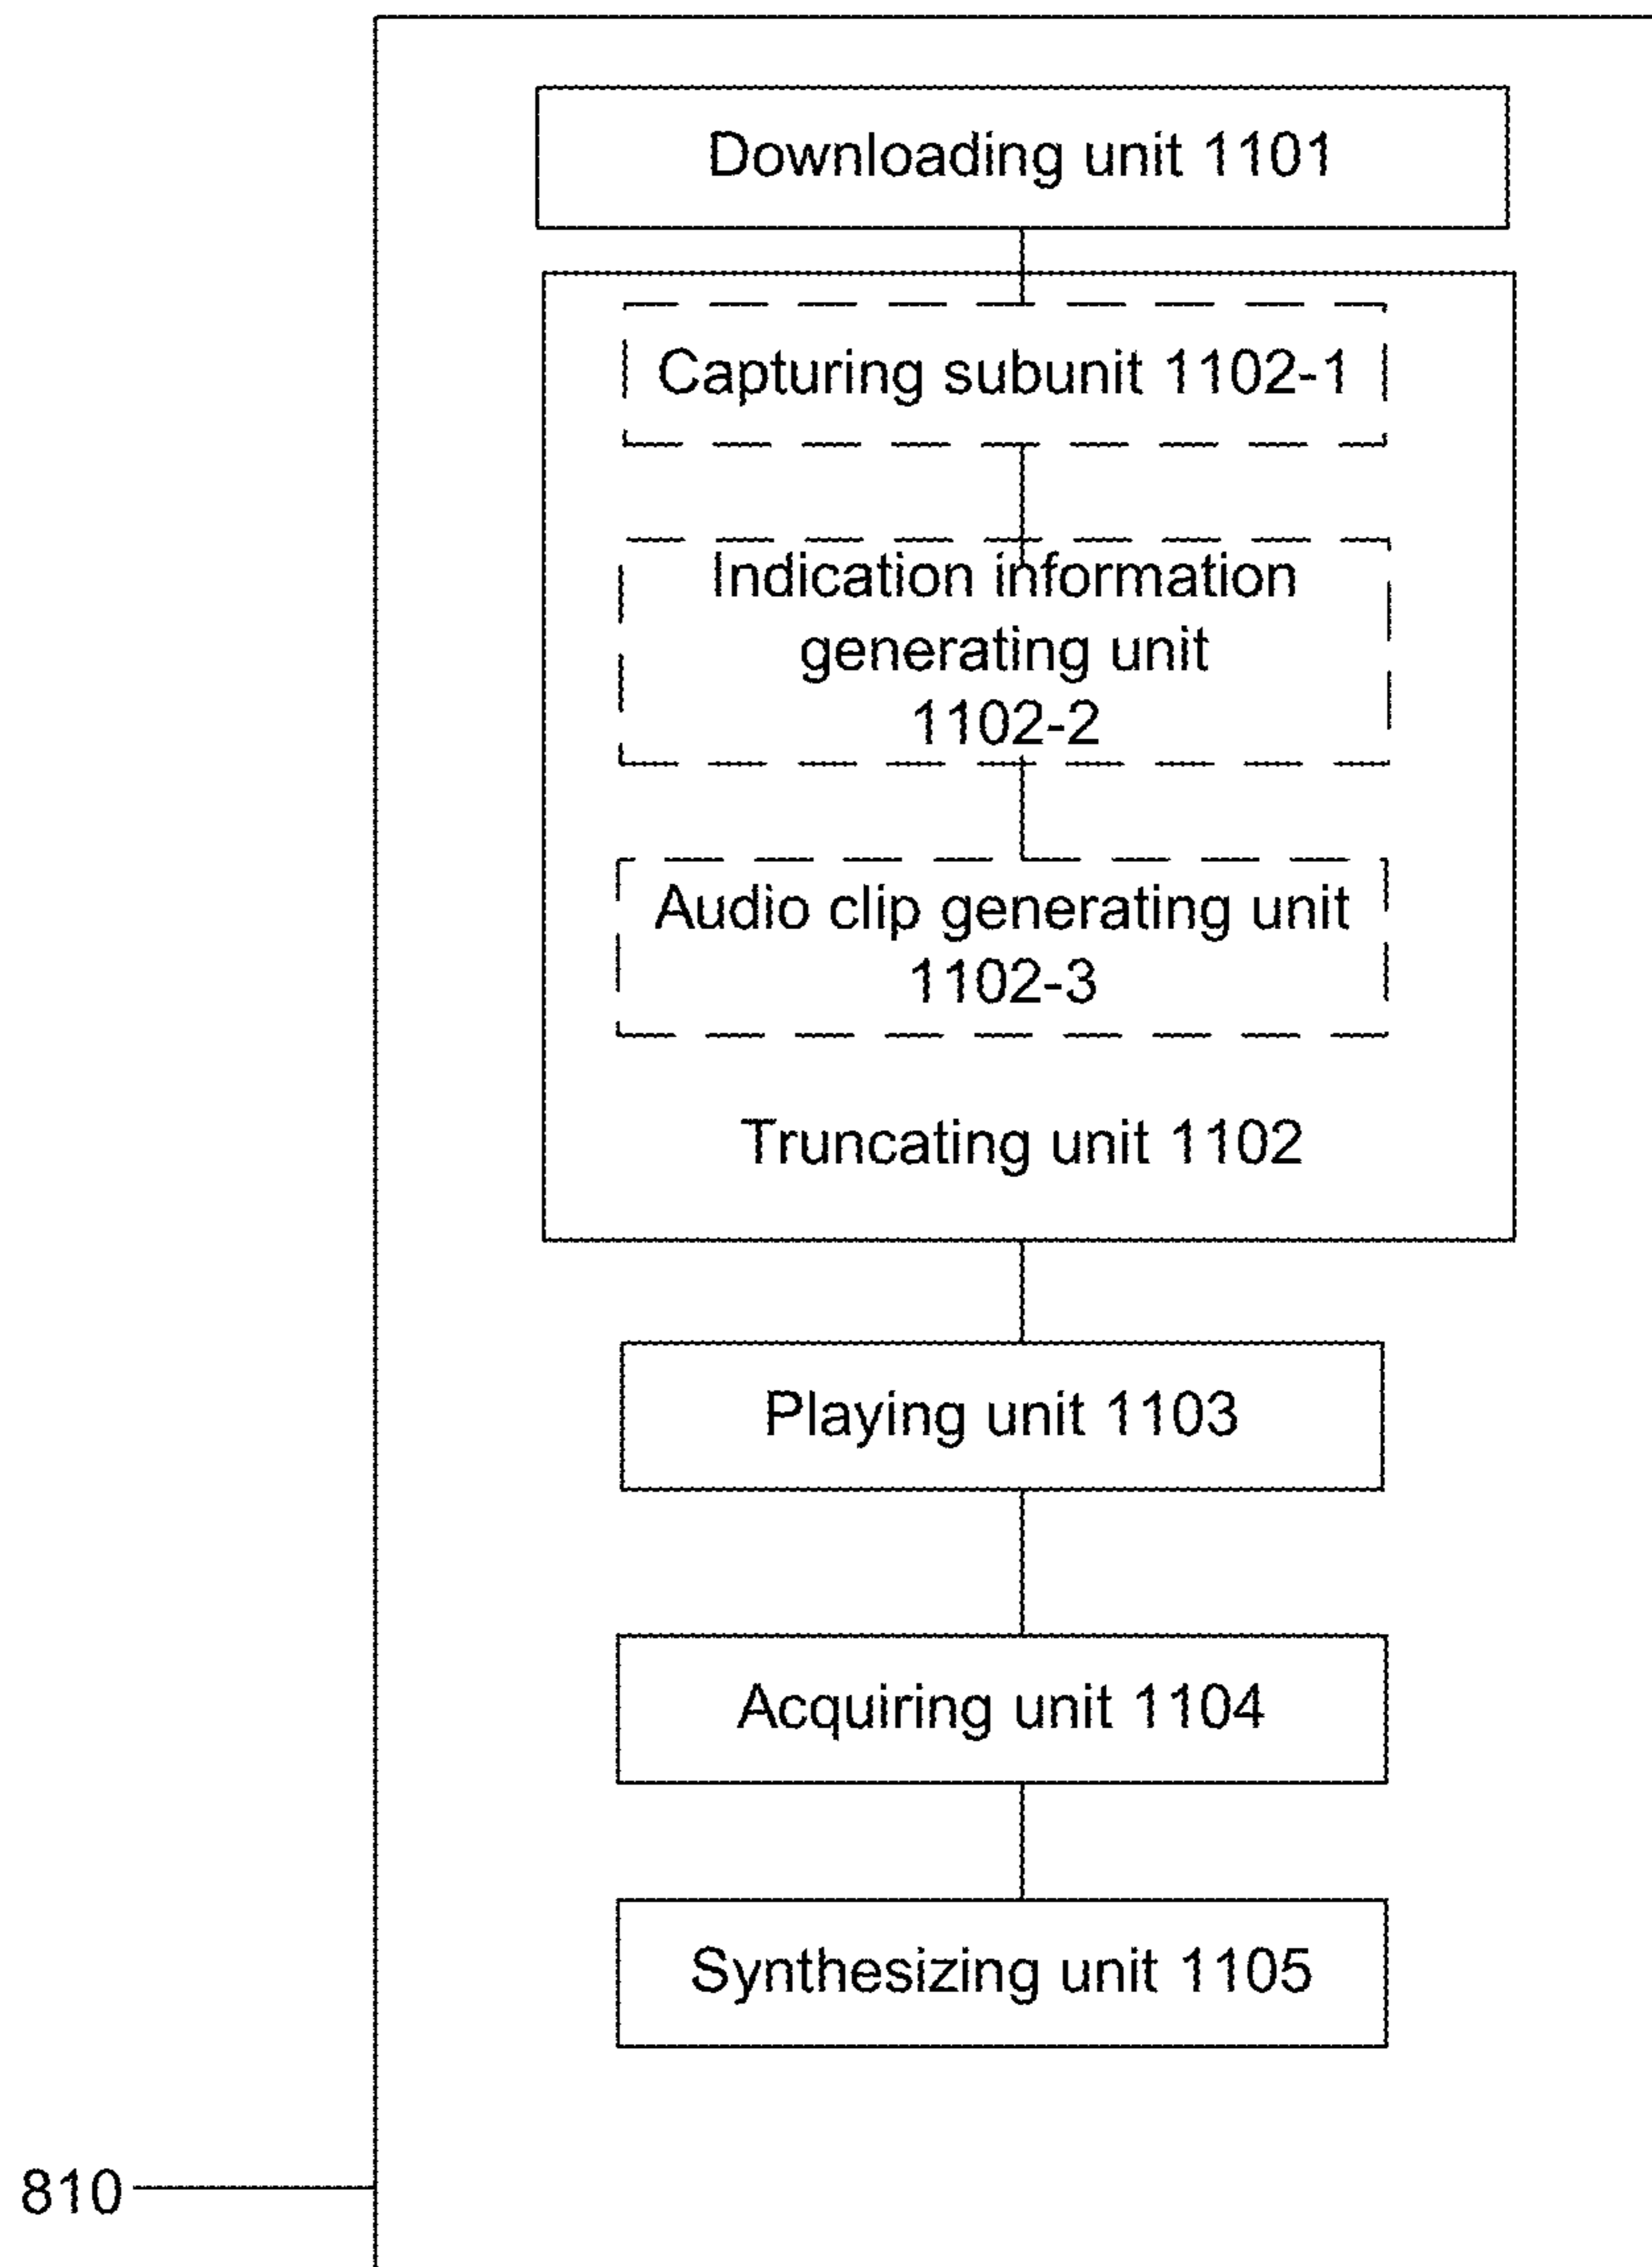 Downloading unit 1101
Capturing subunit 1102-1
Indication information
generating unit
1102-2
Audio clip generating unit
1102-3
Truncating unit 1102
Playing unit 1103
Acquiring unit 1104
Synthesizing unit 1105
810